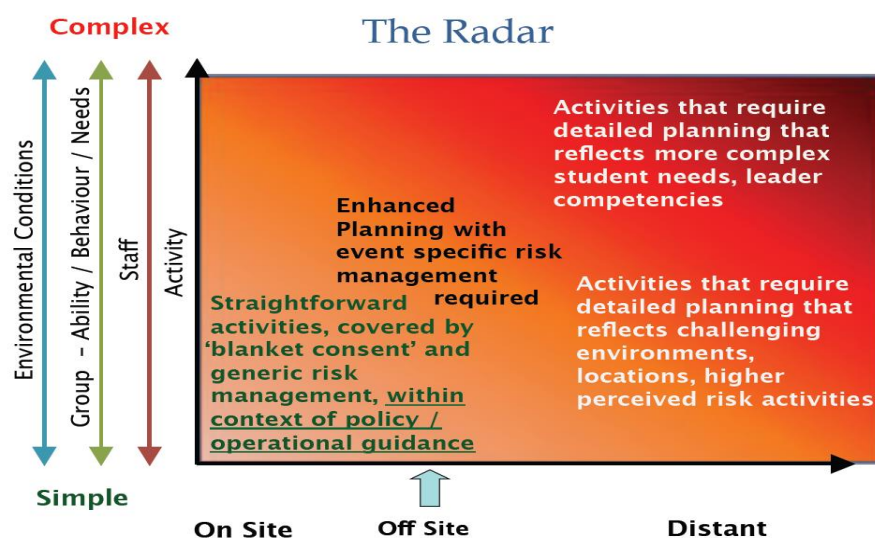 Complex
The Radar
Environmental Conditions
Group - Ability / Behaviour / Needs
Staff
Activity
Activities that require
detailed planning that
reflects more complex
student needs, leader
competencies
Enhanced
Planning with
event specific risk
management
required
Straightforward
activities, covered by
‘blanket consent’ and
generic risk
management, within
context of policy /
operational guidance
Activities that require
detailed planning that
reflects challenging
environments,
locations, higher
perceived risk activities
Simple
On Site
Off Site
Distant